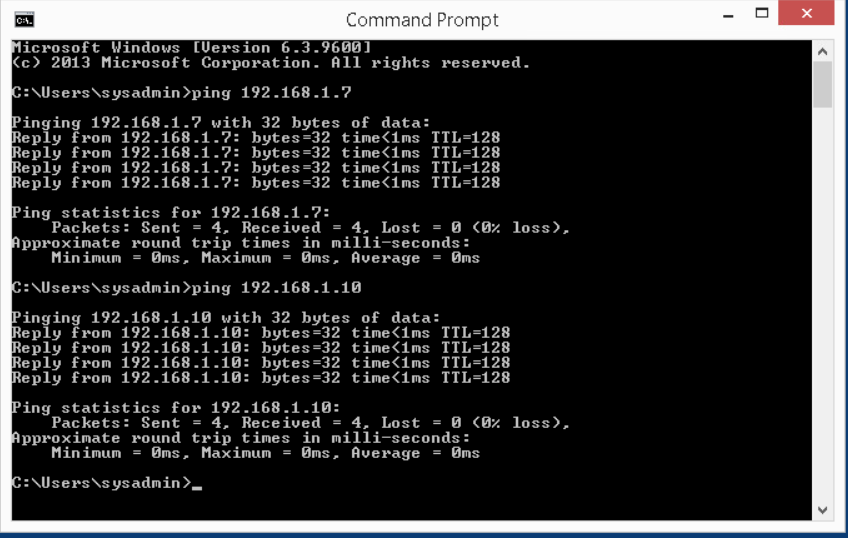 Command Prompt
Microsoft Windows [Version 6.3.9600]
(c) 2013 Microsoft Corporation. All rights reserved.
C:\Users\sysadmin>ping 192.168.1.7
Pinging 192.168.1.7 with 32 bytes of data:
Reply from 192.168.1.7: bytes=32 time<1ms TTL=128
Reply from 192.168.1.7: bytes=32 time<1ms TTL=128
Reply from 192.168.1.7: bytes=32 time<1ms TTL=128
Reply from 192.168.1.7: bytes=32 time<1ms TTL=128
Ping statistics for 192.168.1.7:
    Packets: Sent = 4, Received = 4, Lost = 0 (0% loss),
Approximate round trip times in milli-seconds:
    Minimum = 0ms, Maximum = 0ms, Average = 0ms
C:\Users\sysadmin>ping 192.168.1.10
Pinging 192.168.1.10 with 32 bytes of data:
Reply from 192.168.1.10: bytes=32 time<1ms TTL=128
Reply from 192.168.1.10: bytes=32 time<1ms TTL=128
Reply from 192.168.1.10: bytes=32 time<1ms TTL=128
Reply from 192.168.1.10: bytes=32 time<1ms TTL=128
Ping statistics for 192.168.1.10:
    Packets: Sent = 4, Received = 4, Lost = 0 (0% loss),
Approximate round trip times in milli-seconds:
    Minimum = 0ms, Maximum = 0ms, Average = 0ms
C:\Users\sysadmin>_